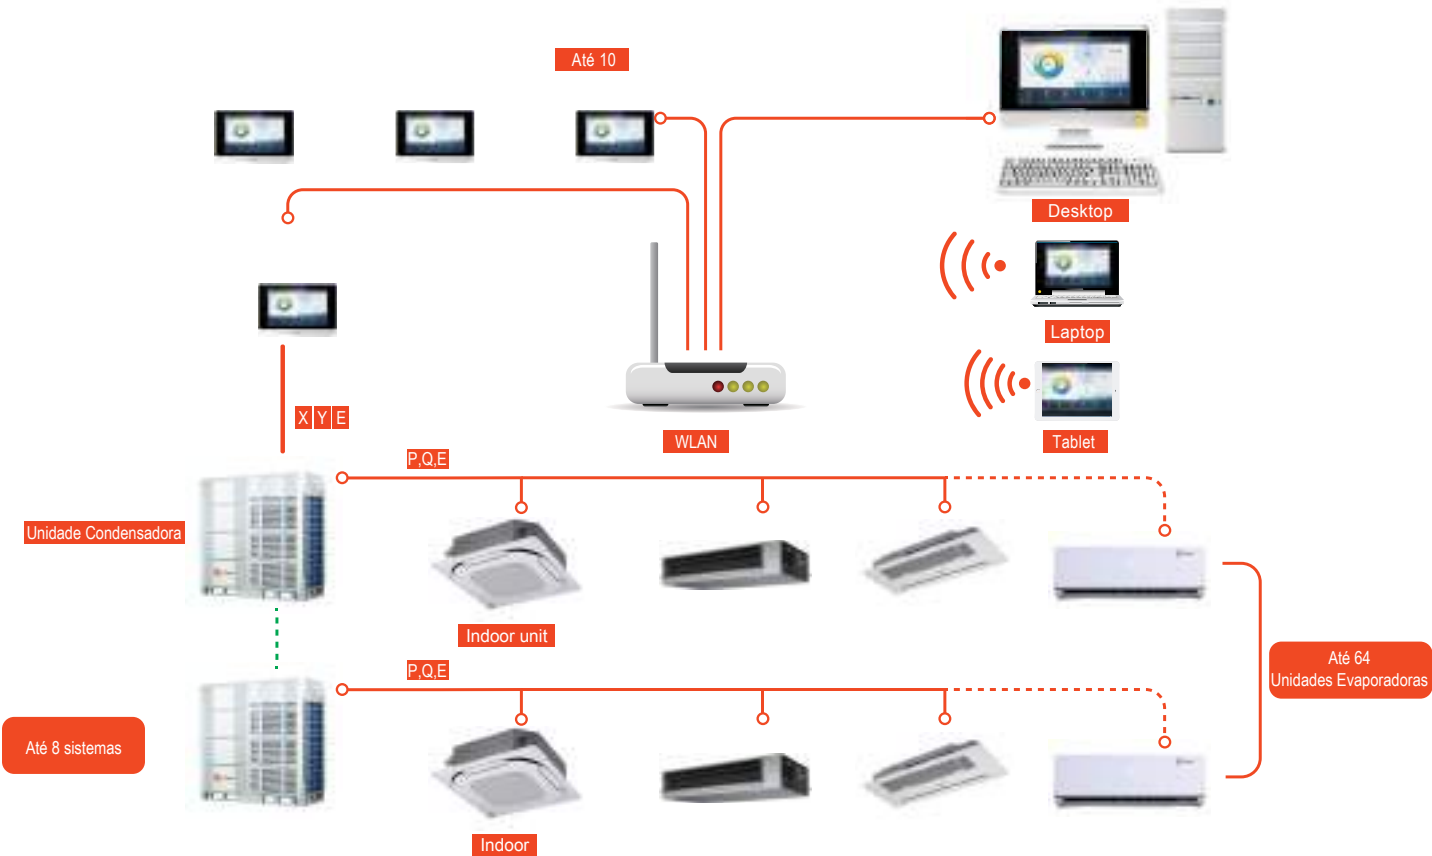 Até 10
Desktop
Laptop
X Y E
WLAN
Tablet
P,Q,E
Unidade Condensadora
Indoor unit
Até 64
Unidades Evaporadoras
P,Q,E
Até 8 sistemas
Indoor